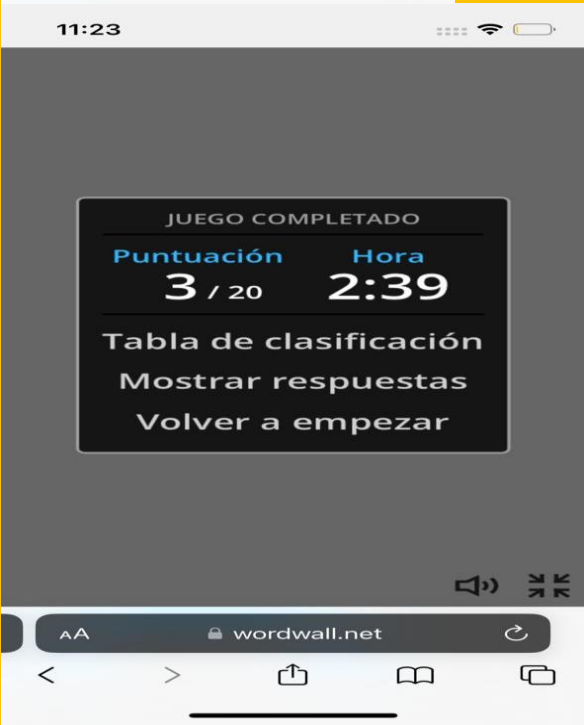 11:23
JUEGO COMPLETADO
Puntuación Hora
3 / 20 2:39
Tabla de clasificación
Mostrar respuestas
Volver a empezar
AA wordwall.net